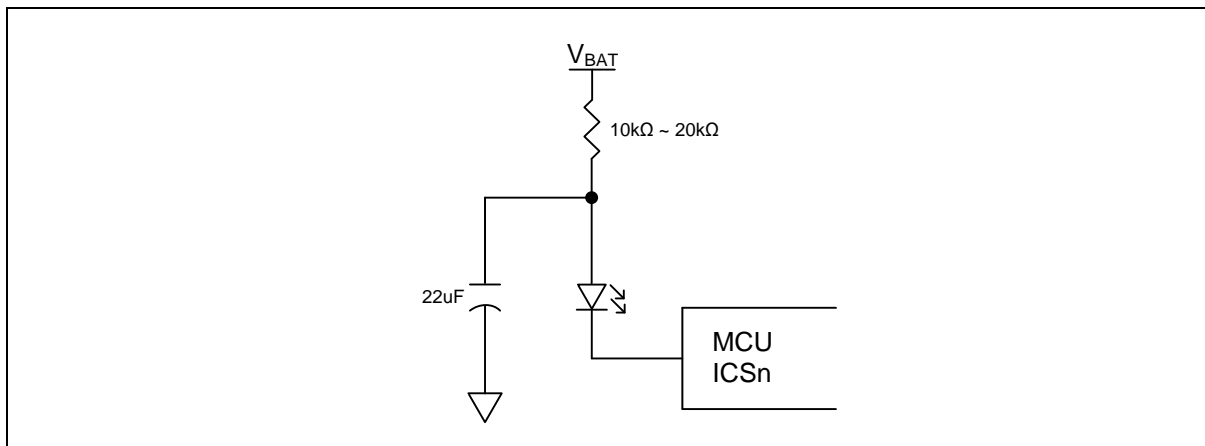 VBAT
10kΩ ~ 20kΩ
22uF
MCU
ICSn